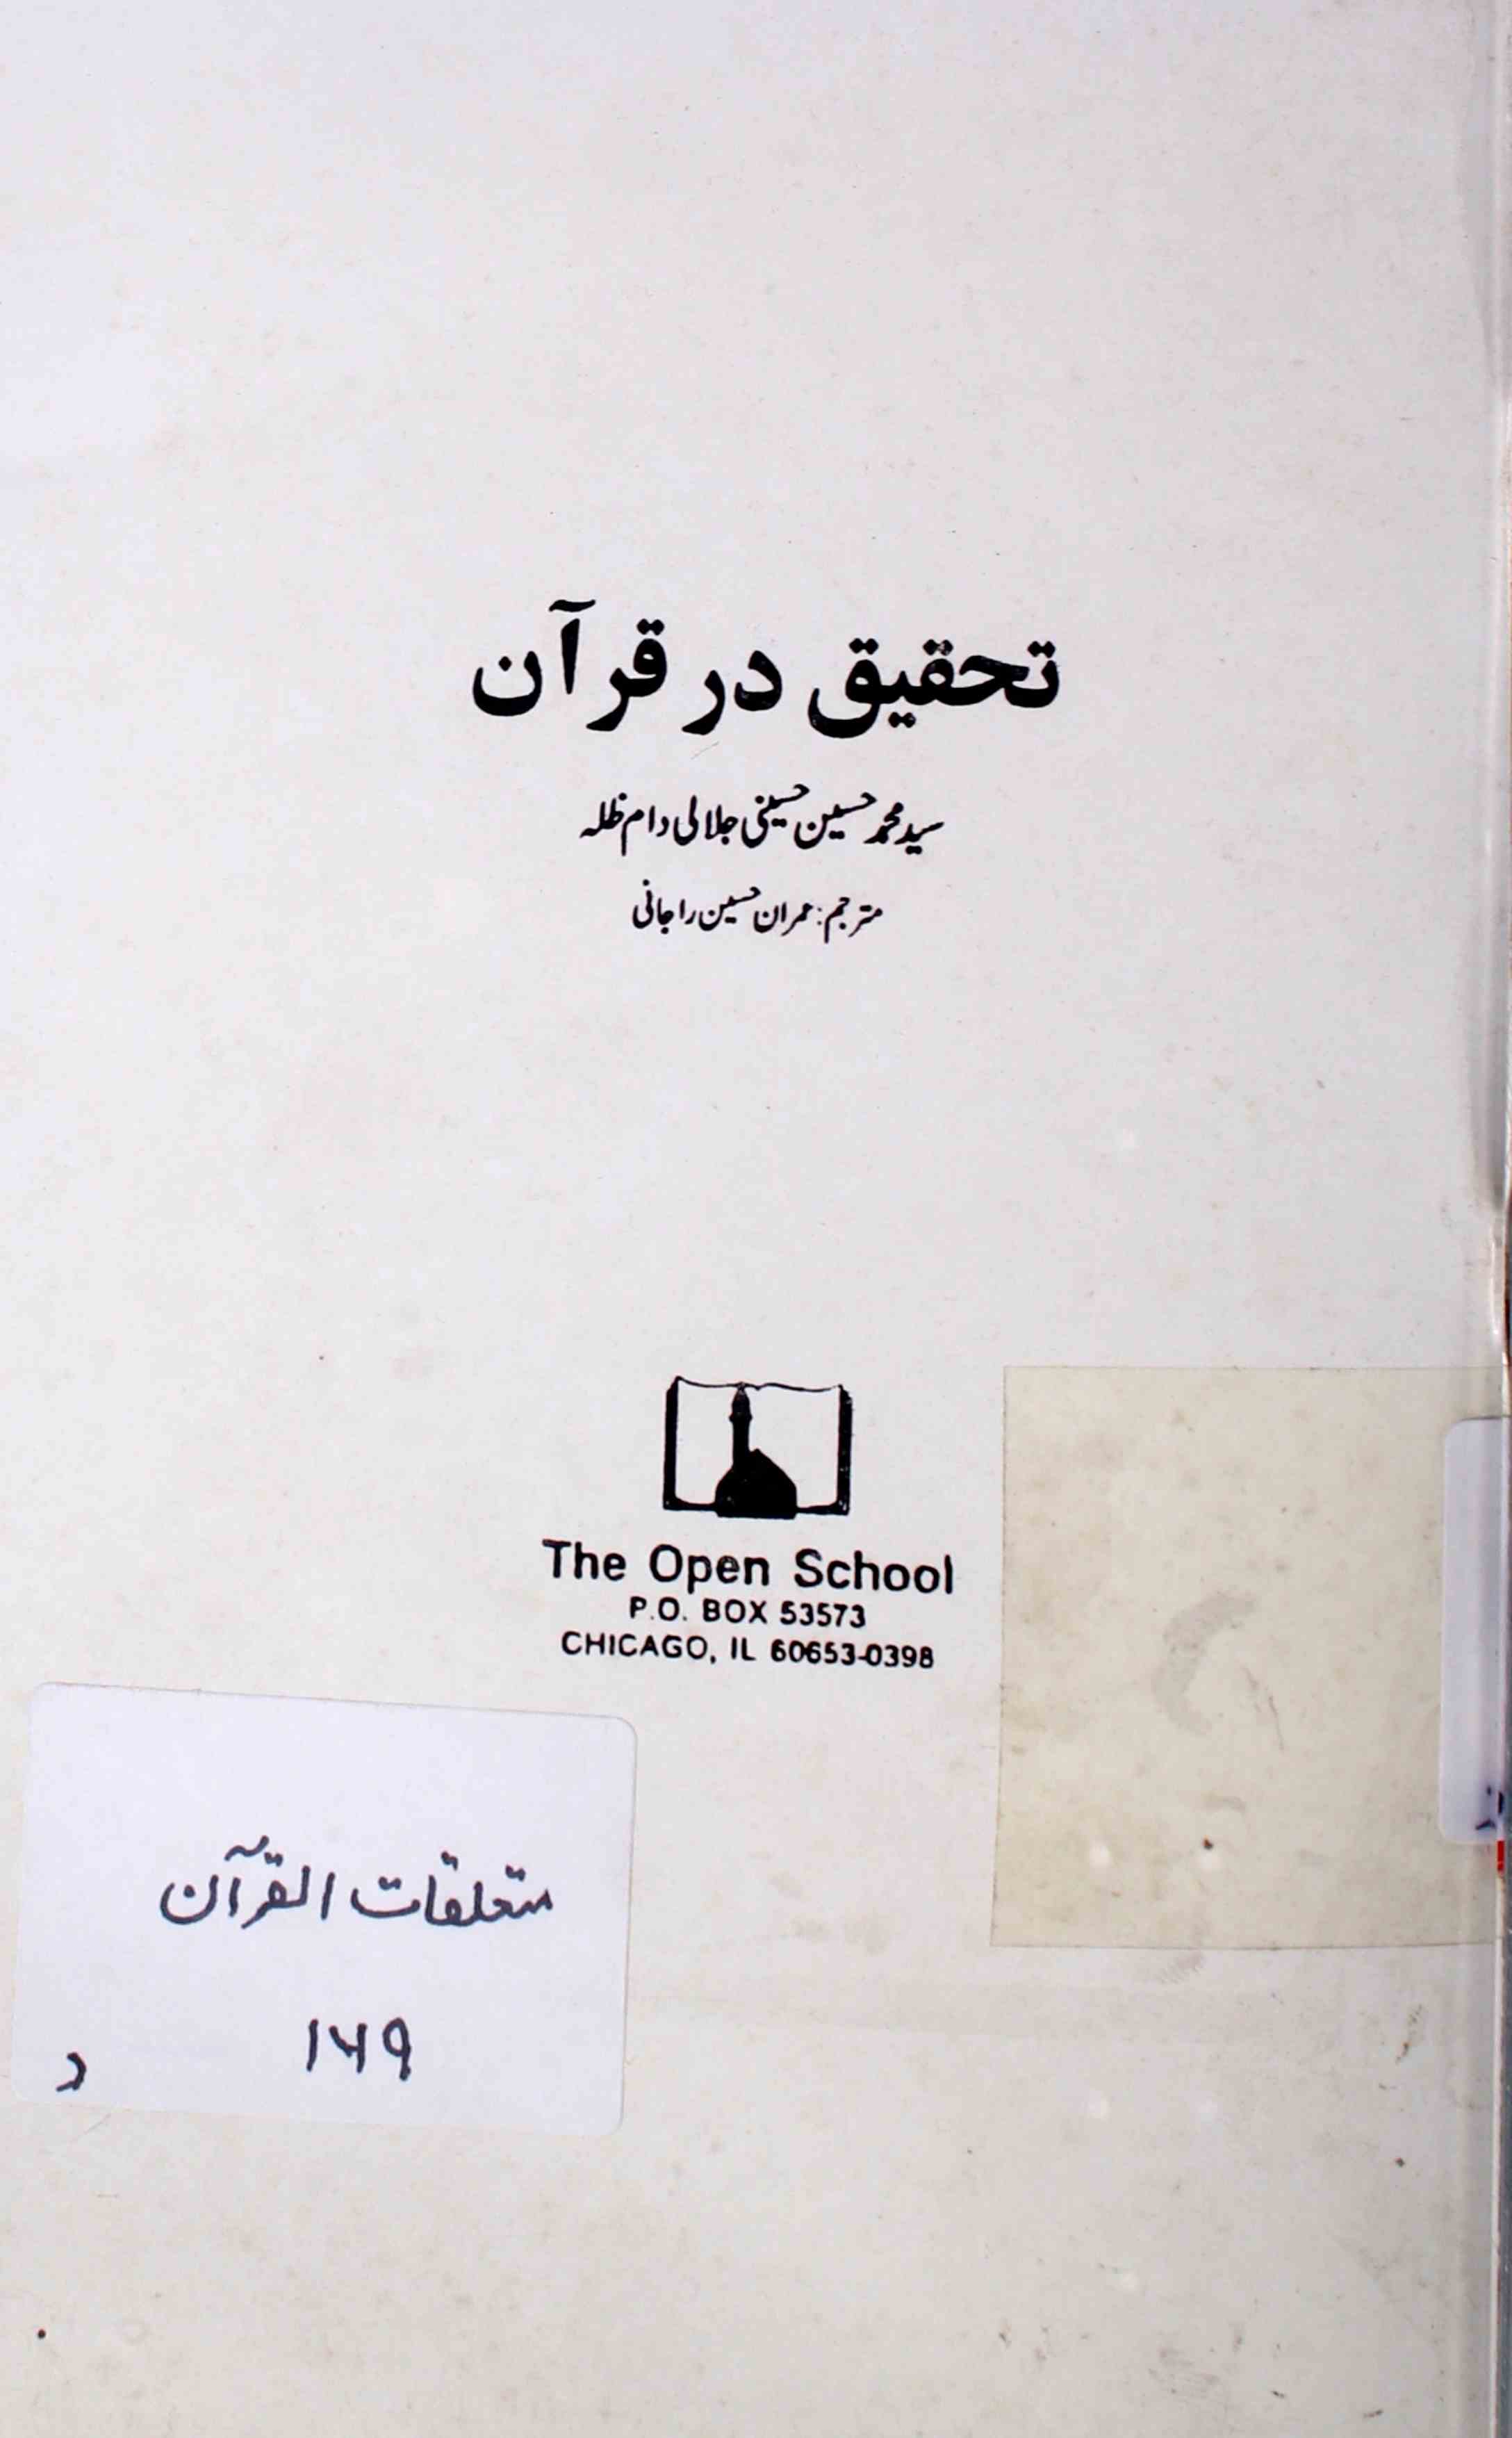 تحقیق در قرآن
سید محمد حسین حسینی جلالی دام ظلہ
مترجم: عمران حسین راجانی
The Open School
P.O. BOX 53573
CHICAGO, IL 60653-0398
متعلقات القرآن
۱۶۹
د